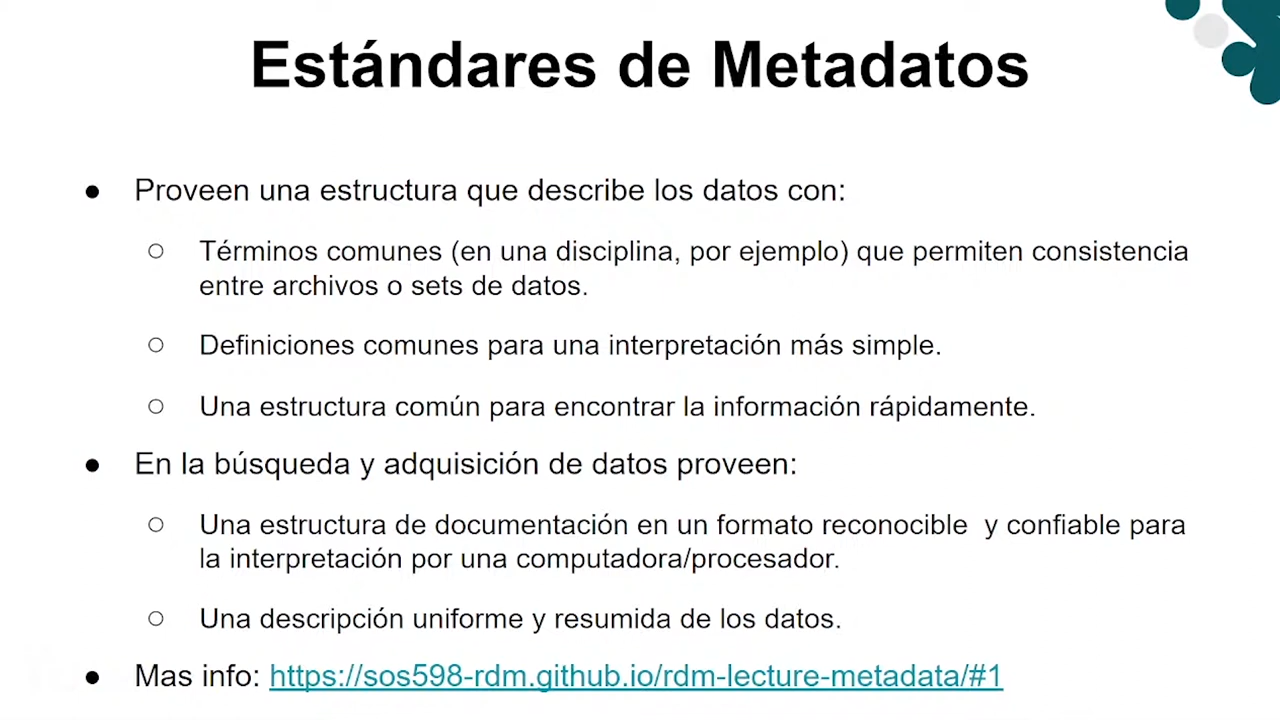 Estándares de Metadatos
● Proveen una estructura que describe los datos con:
○ Términos comunes (en una disciplina, por ejemplo) que permiten consistencia
entre archivos o sets de datos.
○ Definiciones comunes para una interpretación más simple.
○ Una estructura común para encontrar la información rápidamente.
● En la búsqueda y adquisición de datos proveen:
○ Una estructura de documentación en un formato reconocible  y confiable para
la interpretación por una computadora/procesador.
○ Una descripción uniforme y resumida de los datos.
● Mas info: https://sos598-rdm.github.io/rdm-lecture-metadata/#1